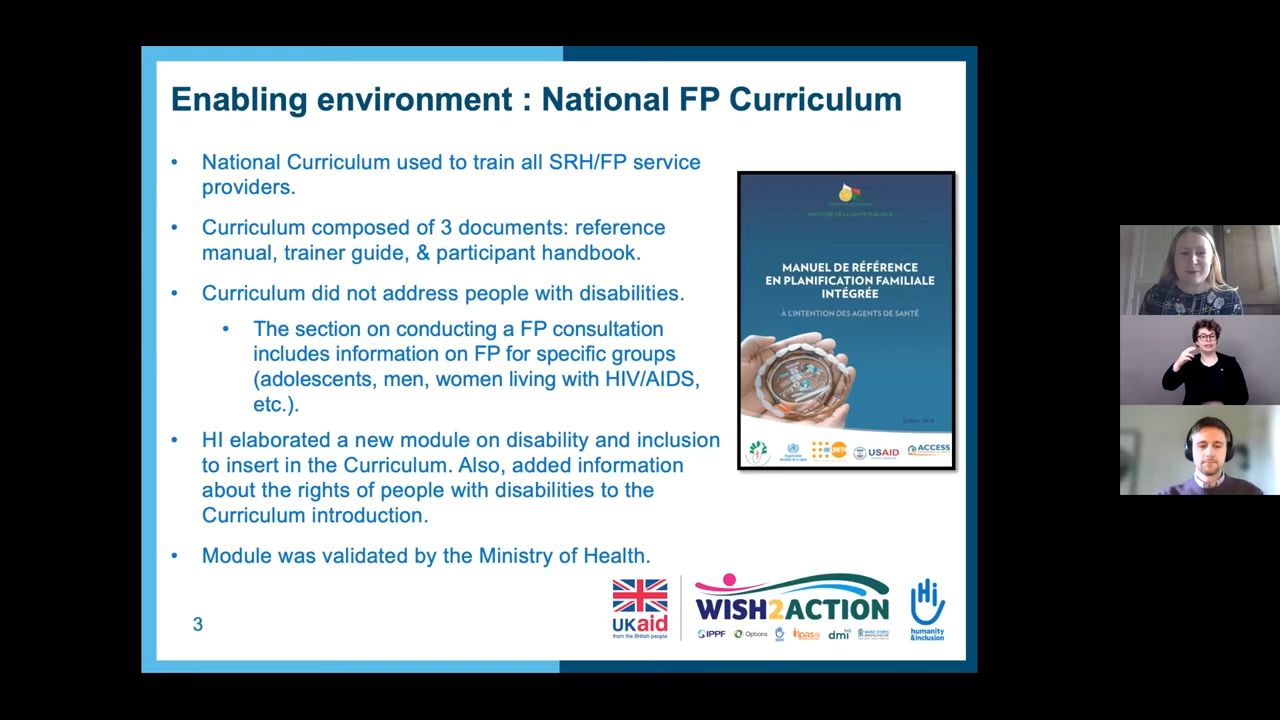 Enabling environment : National FP Curriculum
• National Curriculum used to train all SRH/FP service
providers.
• Curriculum composed of 3 documents: reference
manual, trainer guide, & participant handbook.
• Curriculum did not address people with disabilities.
• The section on conducting a FP consultation
includes information on FP for specific groups
(adolescents, men, women living with HIV/AIDS,
etc.).
• HI elaborated a new module on disability and inclusion
to insert in the Curriculum. Also, added information
about the rights of people with disabilities to the
Curriculum introduction.
• Module was validated by the Ministry of Health.
MINISTÈRE DE LA SANTÉ PUBLIQUE
MANUEL DE RÉFÉRENCE
EN PLANIFICATION FAMILIALE
INTÉGRÉE
À L'INTENTION DES AGENTS DE SANTÉ
USAID
ACCESS
3
UKaid
from the British people
WISH2ACTION
IPPF
Options
ipas
dmi
Hi
humanity
&inclusion